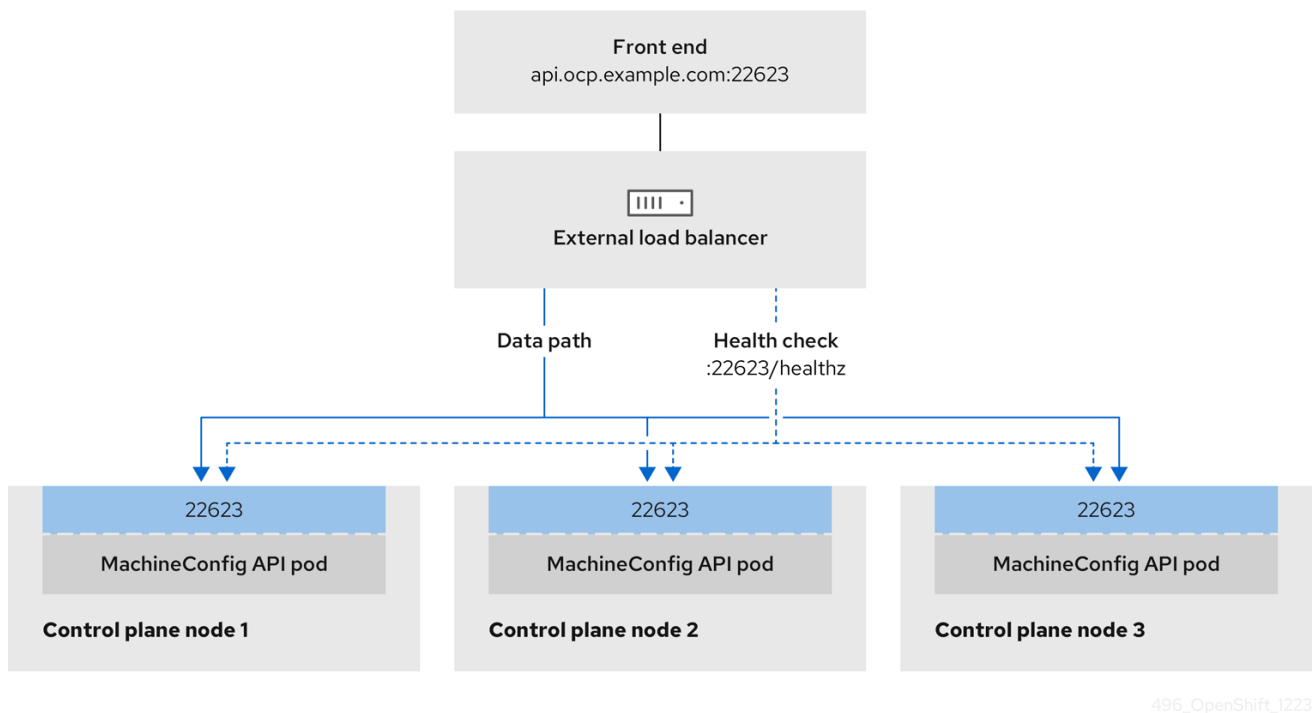 Front end
api.ocp.example.com:22623
External load balancer
Data path
Health check
:22623/healthz
22623
22623
22623
MachineConfig API pod
MachineConfig API pod
MachineConfig API pod
Control plane node 1
Control plane node 2
Control plane node 3
496_OpenShift_1223